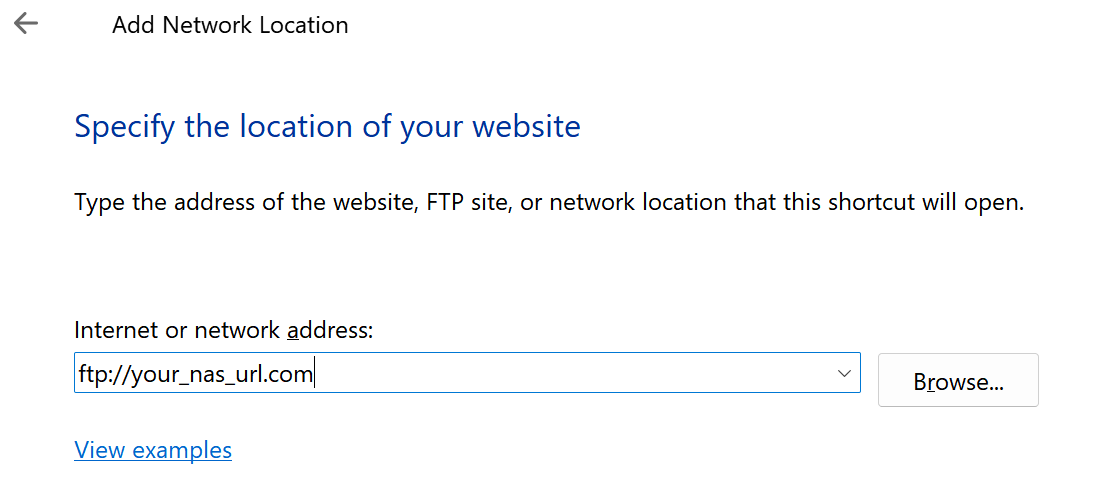 Add Network Location
Specify the location of your website
Type the address of the website, FTP site, or network location that this shortcut will open.
Internet or network address:
ftp://your_nas_url.com
Browse...
View examples